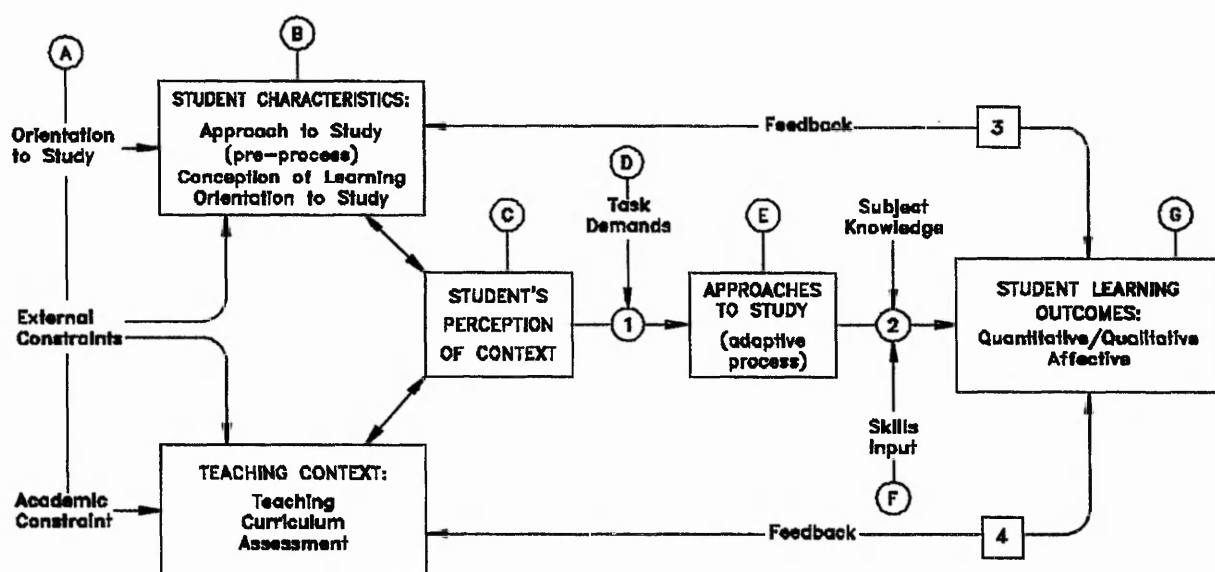 A
B
STUDENT CHARACTERISTICS:
Approach to Study
(pre-process)
Conception of Learning
Orientation to Study
Orientation
to Study
Feedback
3
D
Task
Demands
C
STUDENT'S
PERCEPTION
OF CONTEXT
1
E
APPROACHES
TO STUDY
(adaptive
process)
Subject
Knowledge
2
G
STUDENT LEARNING
OUTCOMES:
Quantitative/Qualitative
Affective
External
Constraints
Skills
Input
F
Academic
Constraint
TEACHING CONTEXT:
Teaching
Curriculum
Assessment
Feedback
4